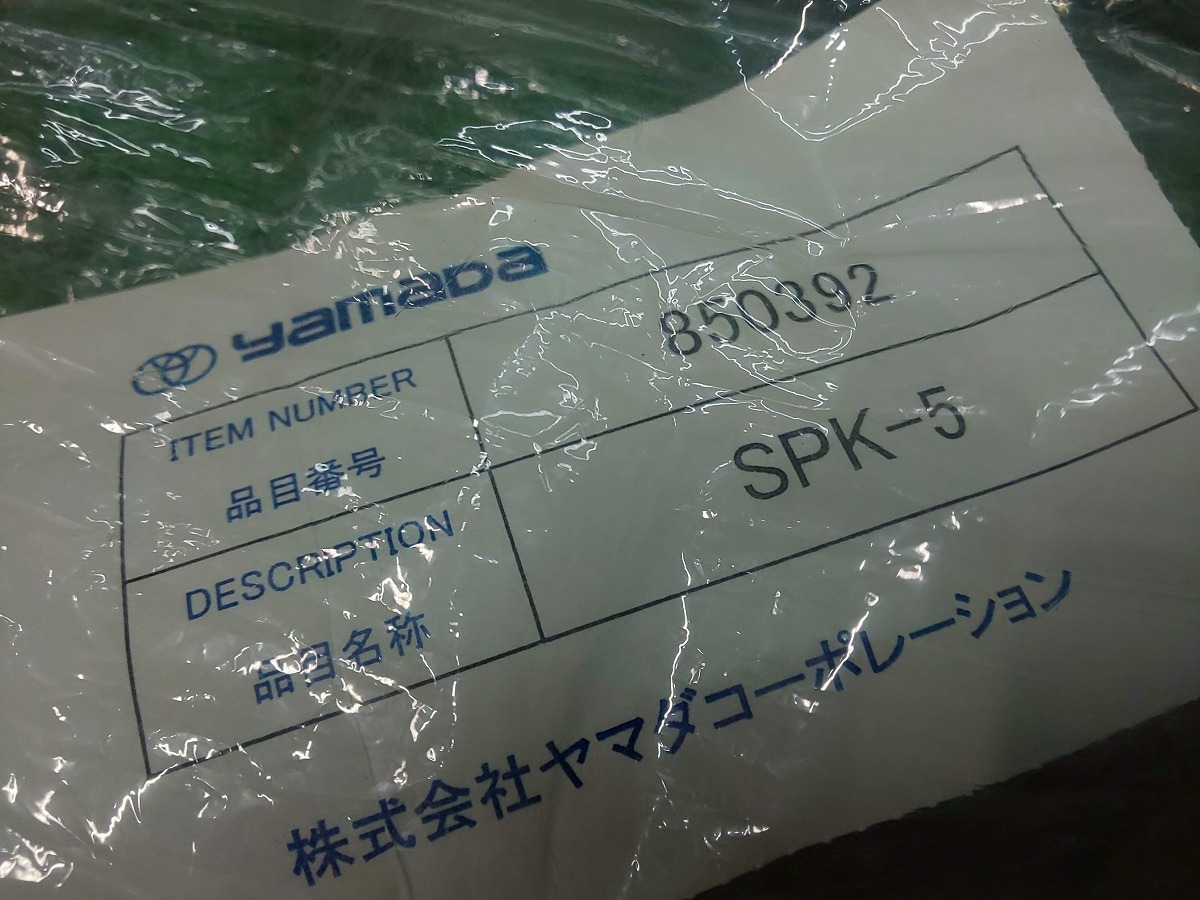 yamada
ITEM NUMBER
品目番号
850392
DESCRIPTION
品目名称
SPK-5
株式会社ヤマダコーポレーション